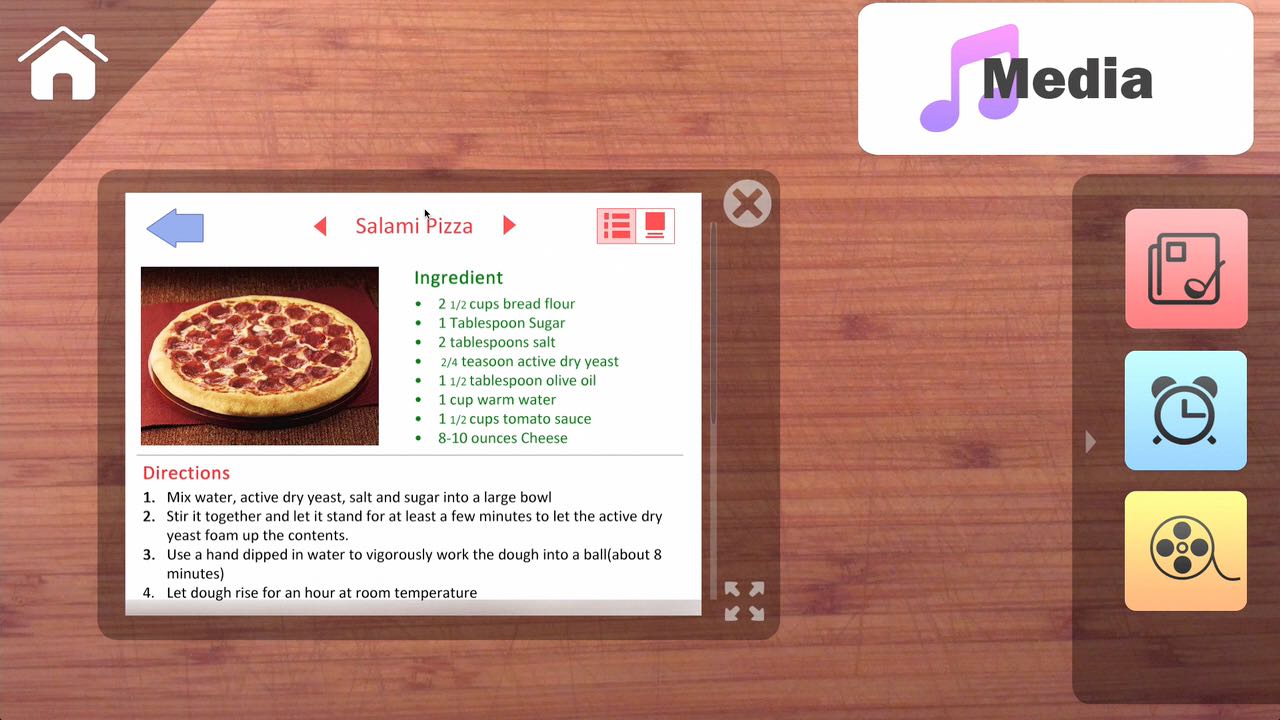 Media
Salami Pizza
Ingredient
• 2 1/2 cups bread flour
• 1 Tablespoon Sugar
• 2 tablespoons salt
• 2/4 teasoon active dry yeast
• 1 1/2 tablespoon olive oil
• 1 cup warm water
• 1 1/2 cups tomato sauce
• 8-10 ounces Cheese
Directions
1. Mix water, active dry yeast, salt and sugar into a large bowl
2. Stir it together and let it stand for at least a few minutes to let the active dry
yeast foam up the contents.
3. Use a hand dipped in water to vigorously work the dough into a ball(about 8
minutes)
4. Let dough rise for an hour at room temperature